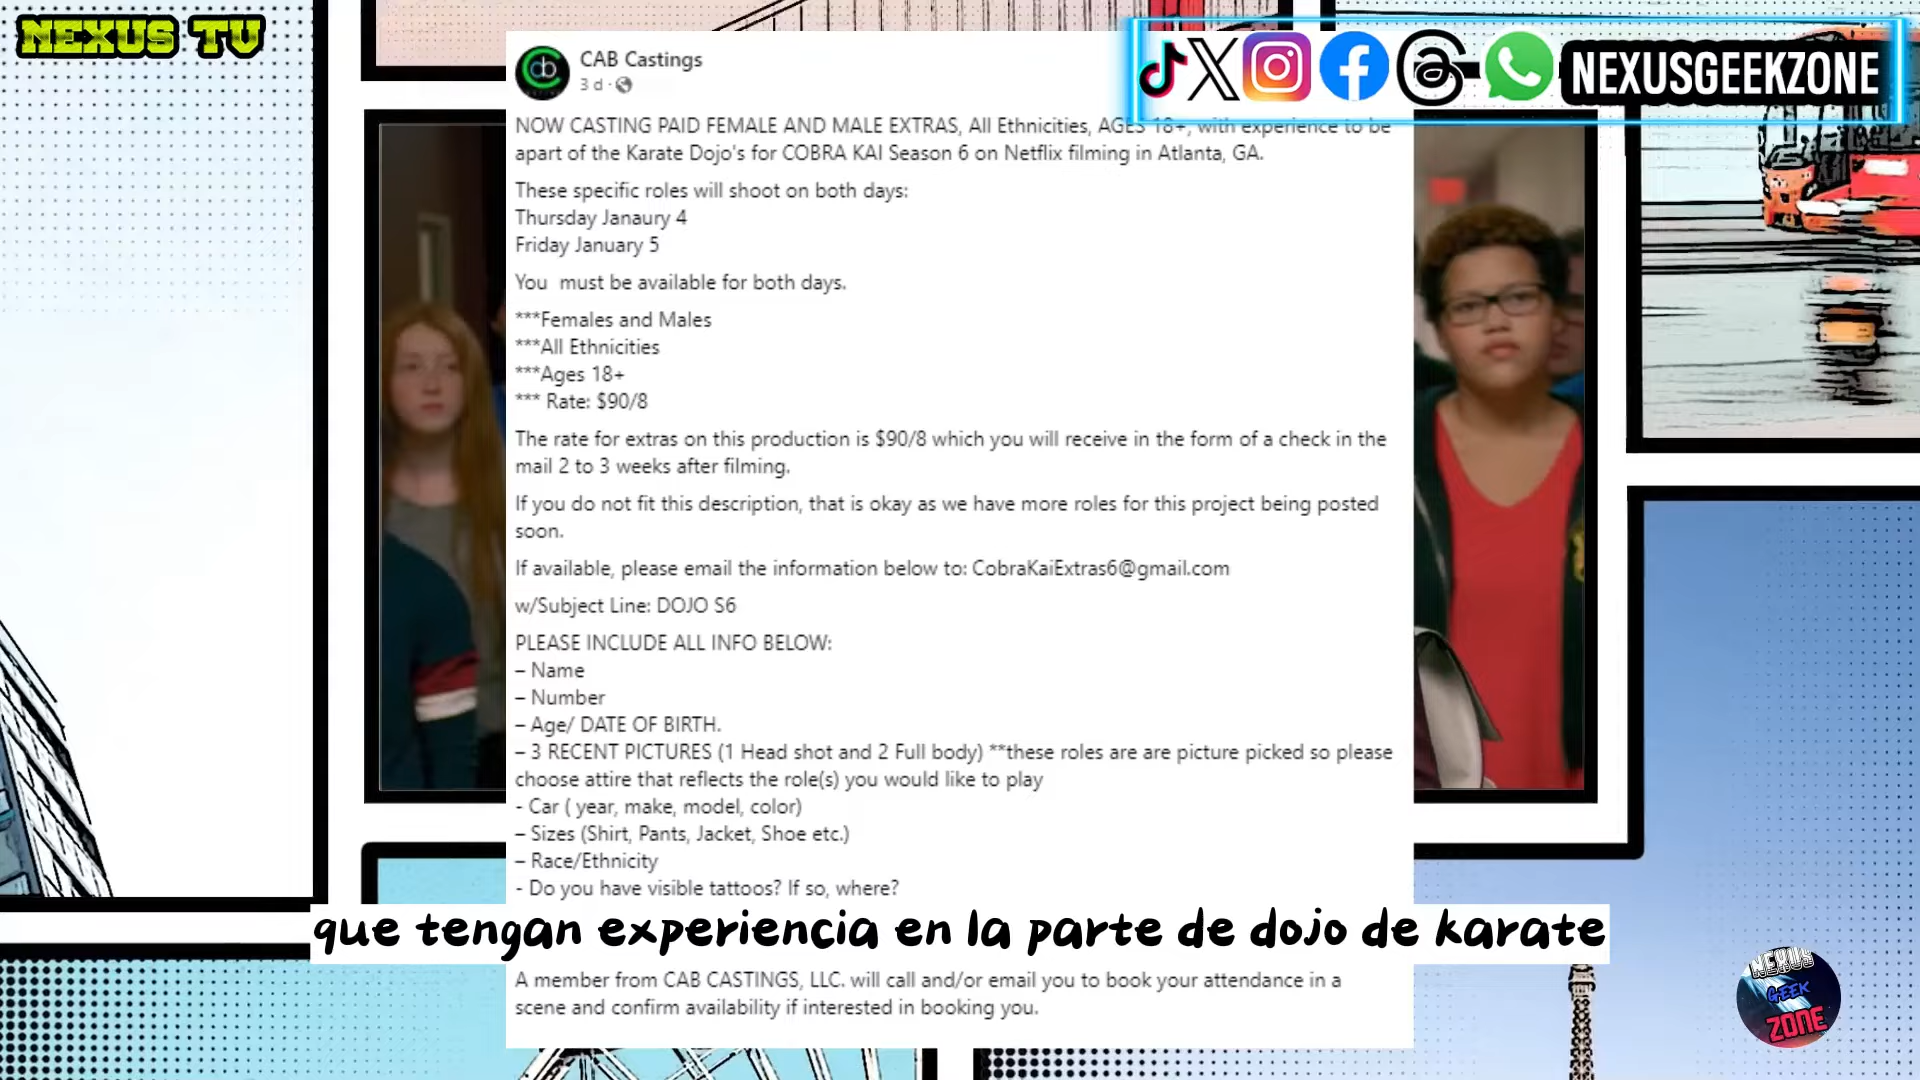 NEXUS TV
NEXUSGEEKZONE
CAB Castings
3 d ·
NOW CASTING PAID FEMALE AND MALE EXTRAS, All Ethnicities, AGES 18+, with experience to be
apart of the Karate Dojo's for COBRA KAI Season 6 on Netflix filming in Atlanta, GA.
These specific roles will shoot on both days:
Thursday Janaury 4
Friday January 5
You must be available for both days.
***Females and Males
***All Ethnicities
***Ages 18+
*** Rate: $90/8
The rate for extras on this production is $90/8 which you will receive in the form of a check in the
mail 2 to 3 weeks after filming.
If you do not fit this description, that is okay as we have more roles for this project being posted
soon.
If available, please email the information below to: CobraKaiExtras6@gmail.com
w/Subject Line: DOJO S6
PLEASE INCLUDE ALL INFO BELOW:
– Name
– Number
– Age/ DATE OF BIRTH.
– 3 RECENT PICTURES (1 Head shot and 2 Full body) **these roles are are picture picked so please
choose attire that reflects the role(s) you would like to play
- Car ( year, make, model, color)
– Sizes (Shirt, Pants, Jacket, Shoe etc.)
– Race/Ethnicity
- Do you have visible tattoos? If so, where?
que tengan experiencia en la parte de dojo de karate
A member from CAB CASTINGS, LLC. will call and/or email you to book your attendance in a
scene and confirm availability if interested in booking you.
NEXUS
GEEK
ZONE